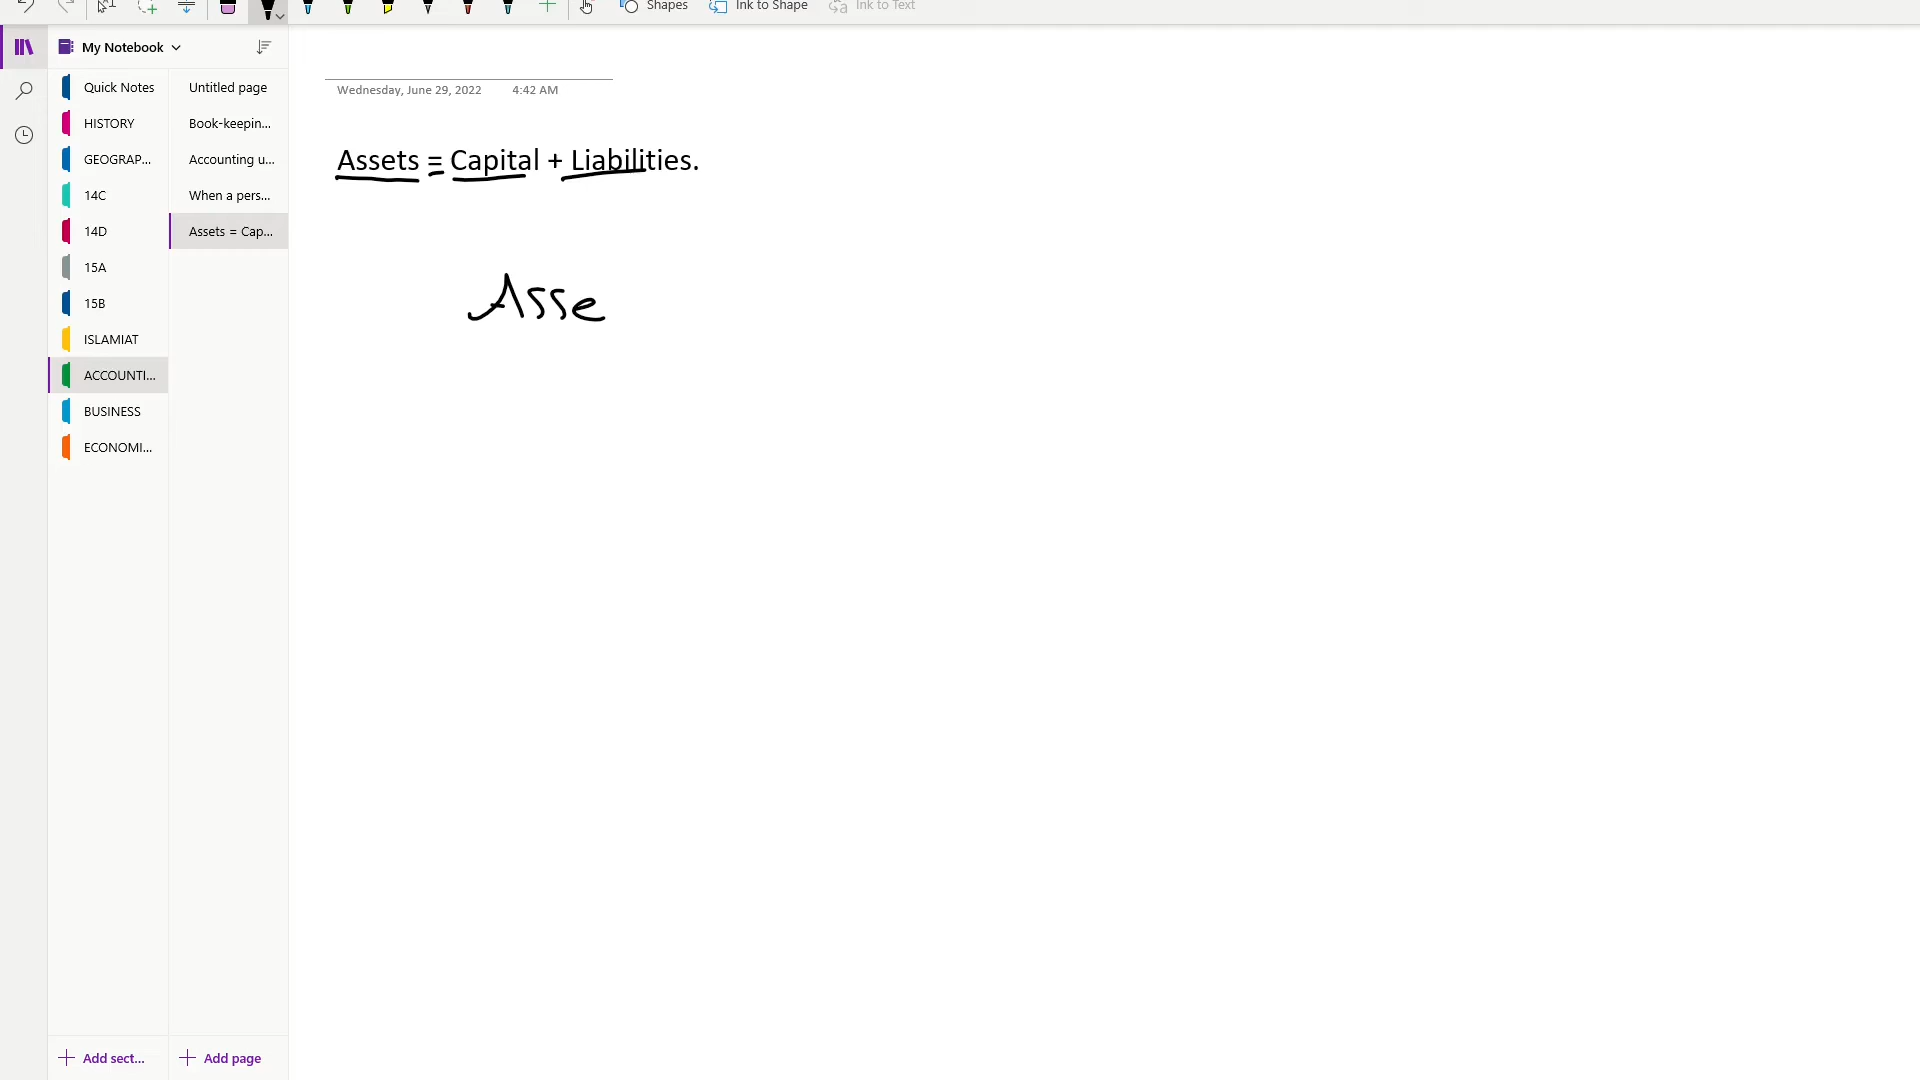 Shapes
Ink to Shape
Ink to Text
My Notebook
Quick Notes
HISTORY
GEOGRAP...
14C
14D
15A
15B
ISLAMIAT
ACCOUNTI...
BUSINESS
ECONOMI...
Add sect...
Untitled page
Book-keepin...
Accounting u...
When a pers...
Assets = Cap...
Add page
Wednesday, June 29, 2022 4:42 AM
Assets = Capital + Liabilities.
Asse